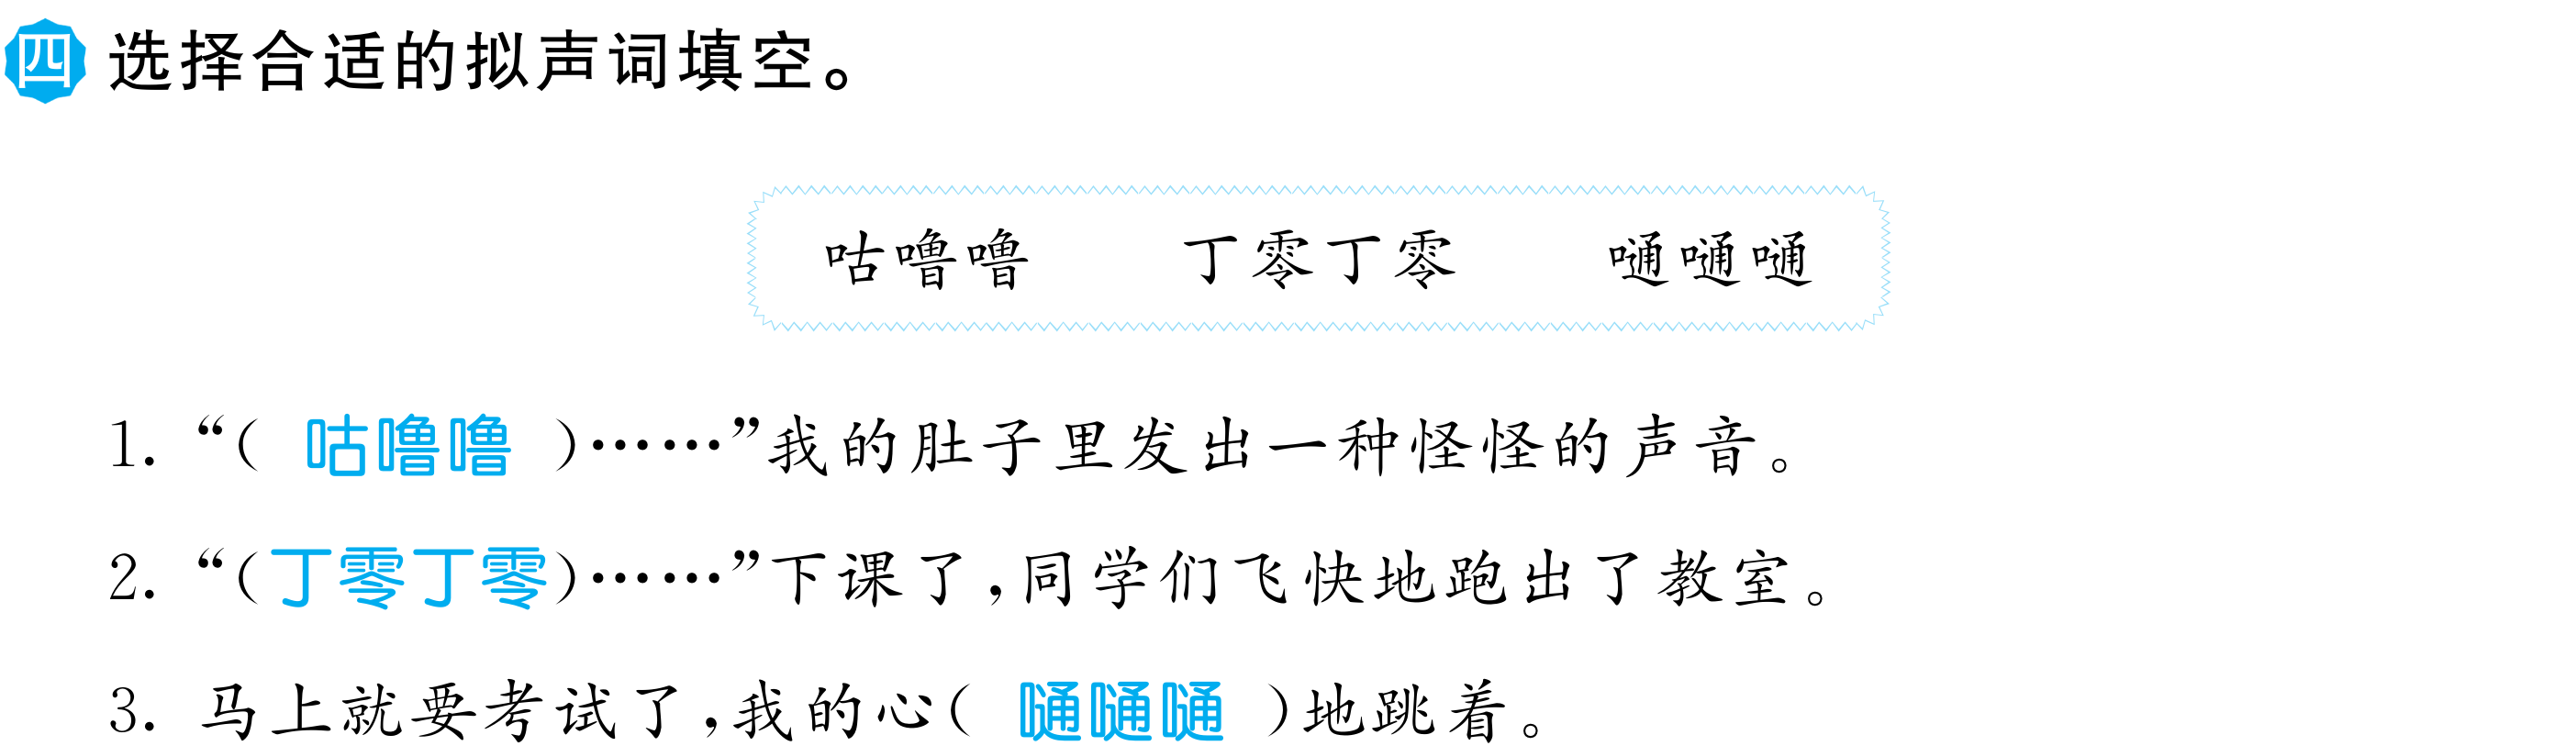 四 选择合适的拟声词填空。
咕噜噜 丁零丁零 嗵嗵嗵
1. “( 咕噜噜 )……”我的肚子里发出一种怪怪的声音。
2. “(丁零丁零)……”下课了,同学们飞快地跑出了教室。
3. 马上就要考试了,我的心( 嗵嗵嗵 )地跳着。